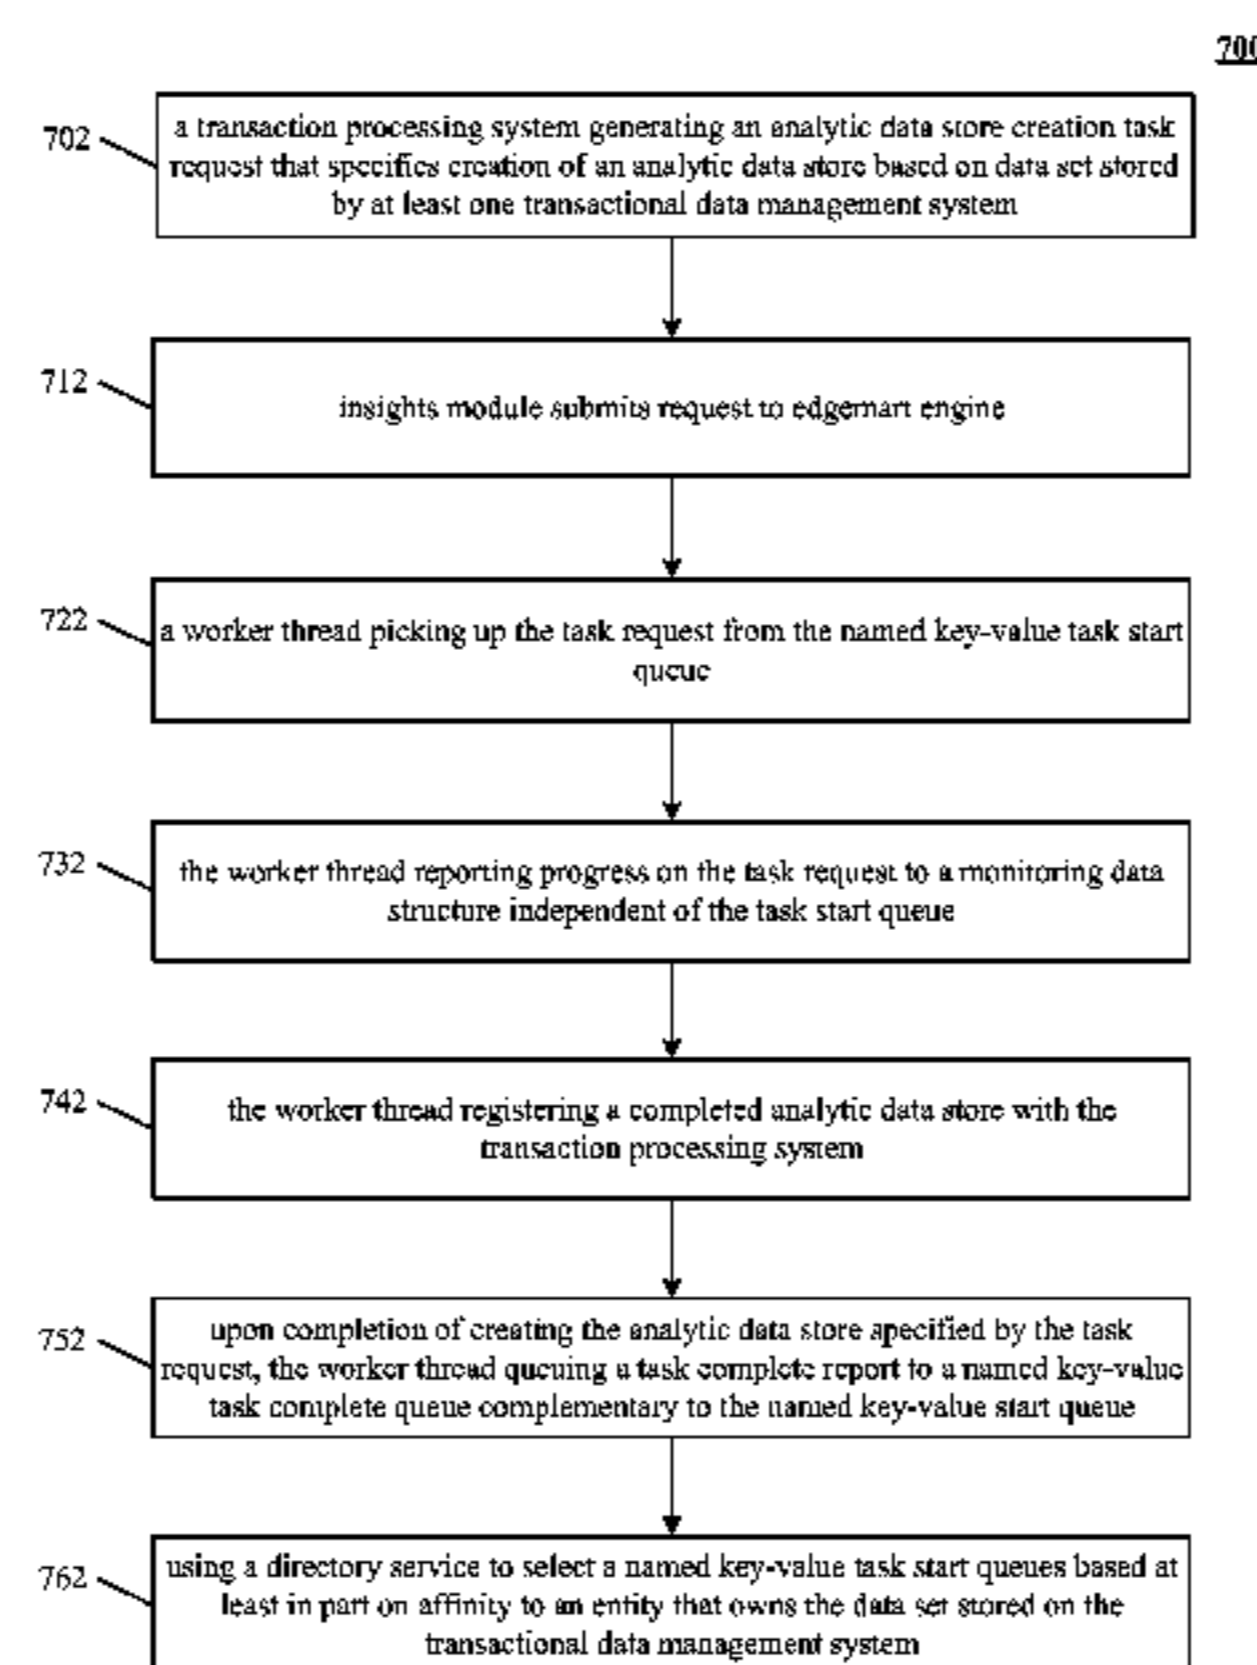 700
702
a transaction processing system generating an analytic data store creation task
request that specifies creation of an analytic data store based on data set stored
by at least one transactional data management system
712
insights module submits request to edgemart engine
722
a worker thread picking up the task request from the named key-value task start
queue
732
the worker thread reporting progress on the task request to a monitoring data
structure independent of the task start queue
742
the worker thread registering a completed analytic data store with the
transaction processing system
752
upon completion of creating the analytic data store specified by the task
request, the worker thread queuing a task complete report to a named key-value
task complete queue complementary to the named key-value start queue
762
using a directory service to select a named key-value task start queues based at
least in part on affinity to an entity that owns the data set stored on the
transactional data management system